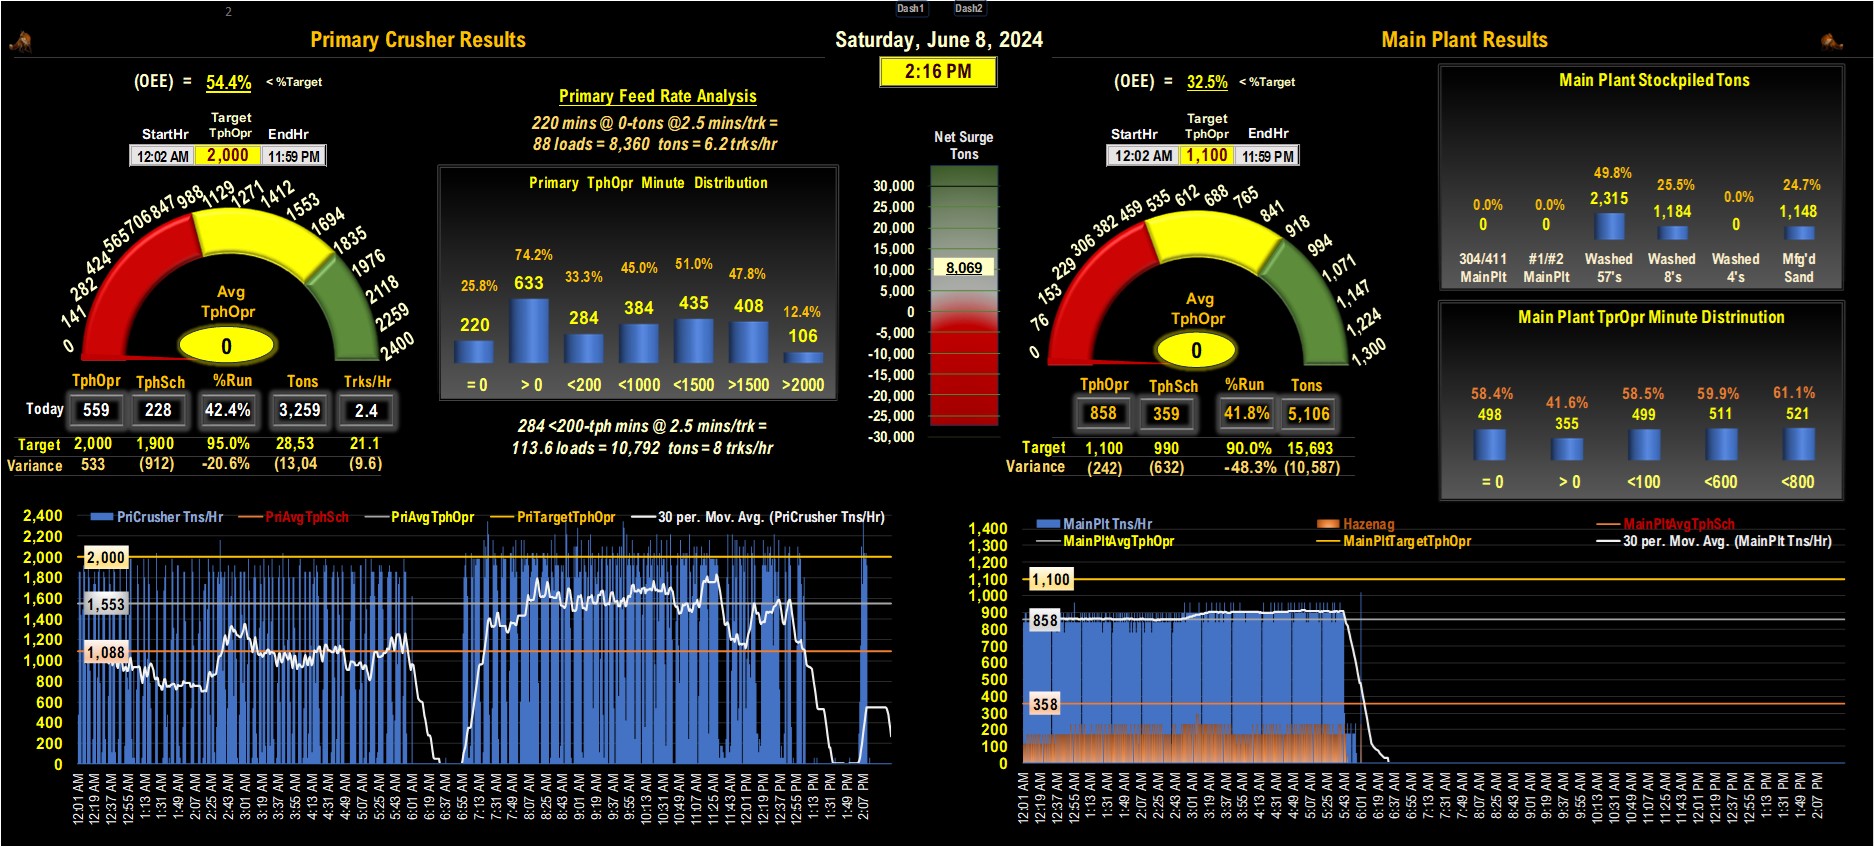 2
Dash1 Dash2
Primary Crusher Results
Saturday, June 8, 2024
Main Plant Results
2:16 PM
(OEE) = 54.4% < %Target
StartHr Target TphOpr EndHr
12:02 AM 2,000 11:59 PM
0 141 282 424 565 706 847 988 1129 1271 1412 1553 1694 1835 1976 2118 2259 2400
Avg
TphOpr
0
TphOpr TphSch %Run Tons Trks/Hr
Today 559 228 42.4% 3,259 2.4
Target 2,000 1,900 95.0% 28,53 21.1
Variance 533 (912) -20.6% (13,04 (9.6)
Primary Feed Rate Analysis
220 mins @ 0-tons @2.5 mins/trk =
88 loads = 8,360 tons = 6.2 trks/hr
Primary TphOpr Minute Distribution
25.8% 74.2% 33.3% 45.0% 51.0% 47.8% 12.4%
220 633 284 384 435 408 106
= 0 > 0 <200 <1000 <1500 >1500 >2000
284 <200-tph mins @ 2.5 mins/trk =
113.6 loads = 10,792 tons = 8 trks/hr
Net Surge
Tons
30,000
25,000
20,000
15,000
10,000
5,000
0
-5,000
-10,000
-15,000
-20,000
-25,000
-30,000
8,069
(OEE) = 32.5% < %Target
StartHr Target TphOpr EndHr
12:02 AM 1,100 11:59 PM
0 76 153 229 306 382 459 535 612 688 765 841 918 994 1,071 1,147 1,224 1,300
Avg
TphOpr
0
TphOpr TphSch %Run Tons
858 359 41.8% 5,106
Target 1,100 990 90.0% 15,693
Variance (242) (632) -48.3% (10,587)
Main Plant Stockpiled Tons
0.0% 0.0% 49.8% 25.5% 0.0% 24.7%
0 0 2,315 1,184 0 1,148
304/411 #1/#2 Washed Washed Washed Mfg'd
MainPlt MainPlt 57's 8's 4's Sand
Main Plant TprOpr Minute Distrinution
58.4% 41.6% 58.5% 59.9% 61.1%
498 355 499 511 521
= 0 > 0 <100 <600 <800
PriCrusher Tns/Hr PriAvgTphSch PriAvgTphOpr PriTargetTphOpr 30 per. Mov. Avg. (PriCrusher Tns/Hr)
2,400
2,200
2,000
1,800
1,600
1,400
1,200
1,000
800
600
400
200
0
2,000
1,553
1,088
12:01 AM 12:19 AM 12:37 AM 12:55 AM 1:13 AM 1:31 AM 1:49 AM 2:07 AM 2:25 AM 2:43 AM 3:01 AM 3:19 AM 3:37 AM 3:55 AM 4:13 AM 4:31 AM 4:49 AM 5:07 AM 5:25 AM 5:43 AM 6:01 AM 6:19 AM 6:37 AM 6:55 AM 7:13 AM 7:31 AM 7:49 AM 8:07 AM 8:25 AM 8:43 AM 9:01 AM 9:19 AM 9:37 AM 9:55 AM 10:13 AM 10:31 AM 10:49 AM 11:07 AM 11:25 AM 11:43 AM 12:01 PM 12:19 PM 12:37 PM 12:55 PM 1:13 PM 1:31 PM 1:49 PM 2:07 PM
MainPlt Tns/Hr Hazenag MainPltAvgTphSch
MainPltAvgTphOpr MainPltTargetTphOpr 30 per. Mov. Avg. (MainPlt Tns/Hr)
1,400
1,300
1,200
1,100
1,000
900
800
700
600
500
400
300
200
100
0
1,100
858
358
12:01 AM 12:19 AM 12:37 AM 12:55 AM 1:13 AM 1:31 AM 1:49 AM 2:07 AM 2:25 AM 2:43 AM 3:01 AM 3:19 AM 3:37 AM 3:55 AM 4:13 AM 4:31 AM 4:49 AM 5:07 AM 5:25 AM 5:43 AM 6:01 AM 6:19 AM 6:37 AM 6:55 AM 7:13 AM 7:31 AM 7:49 AM 8:07 AM 8:25 AM 8:43 AM 9:01 AM 9:19 AM 9:37 AM 9:55 AM 10:13 AM 10:31 AM 10:49 AM 11:07 AM 11:25 AM 11:43 AM 12:01 PM 12:19 PM 12:37 PM 12:55 PM 1:13 PM 1:31 PM 1:49 PM 2:07 PM